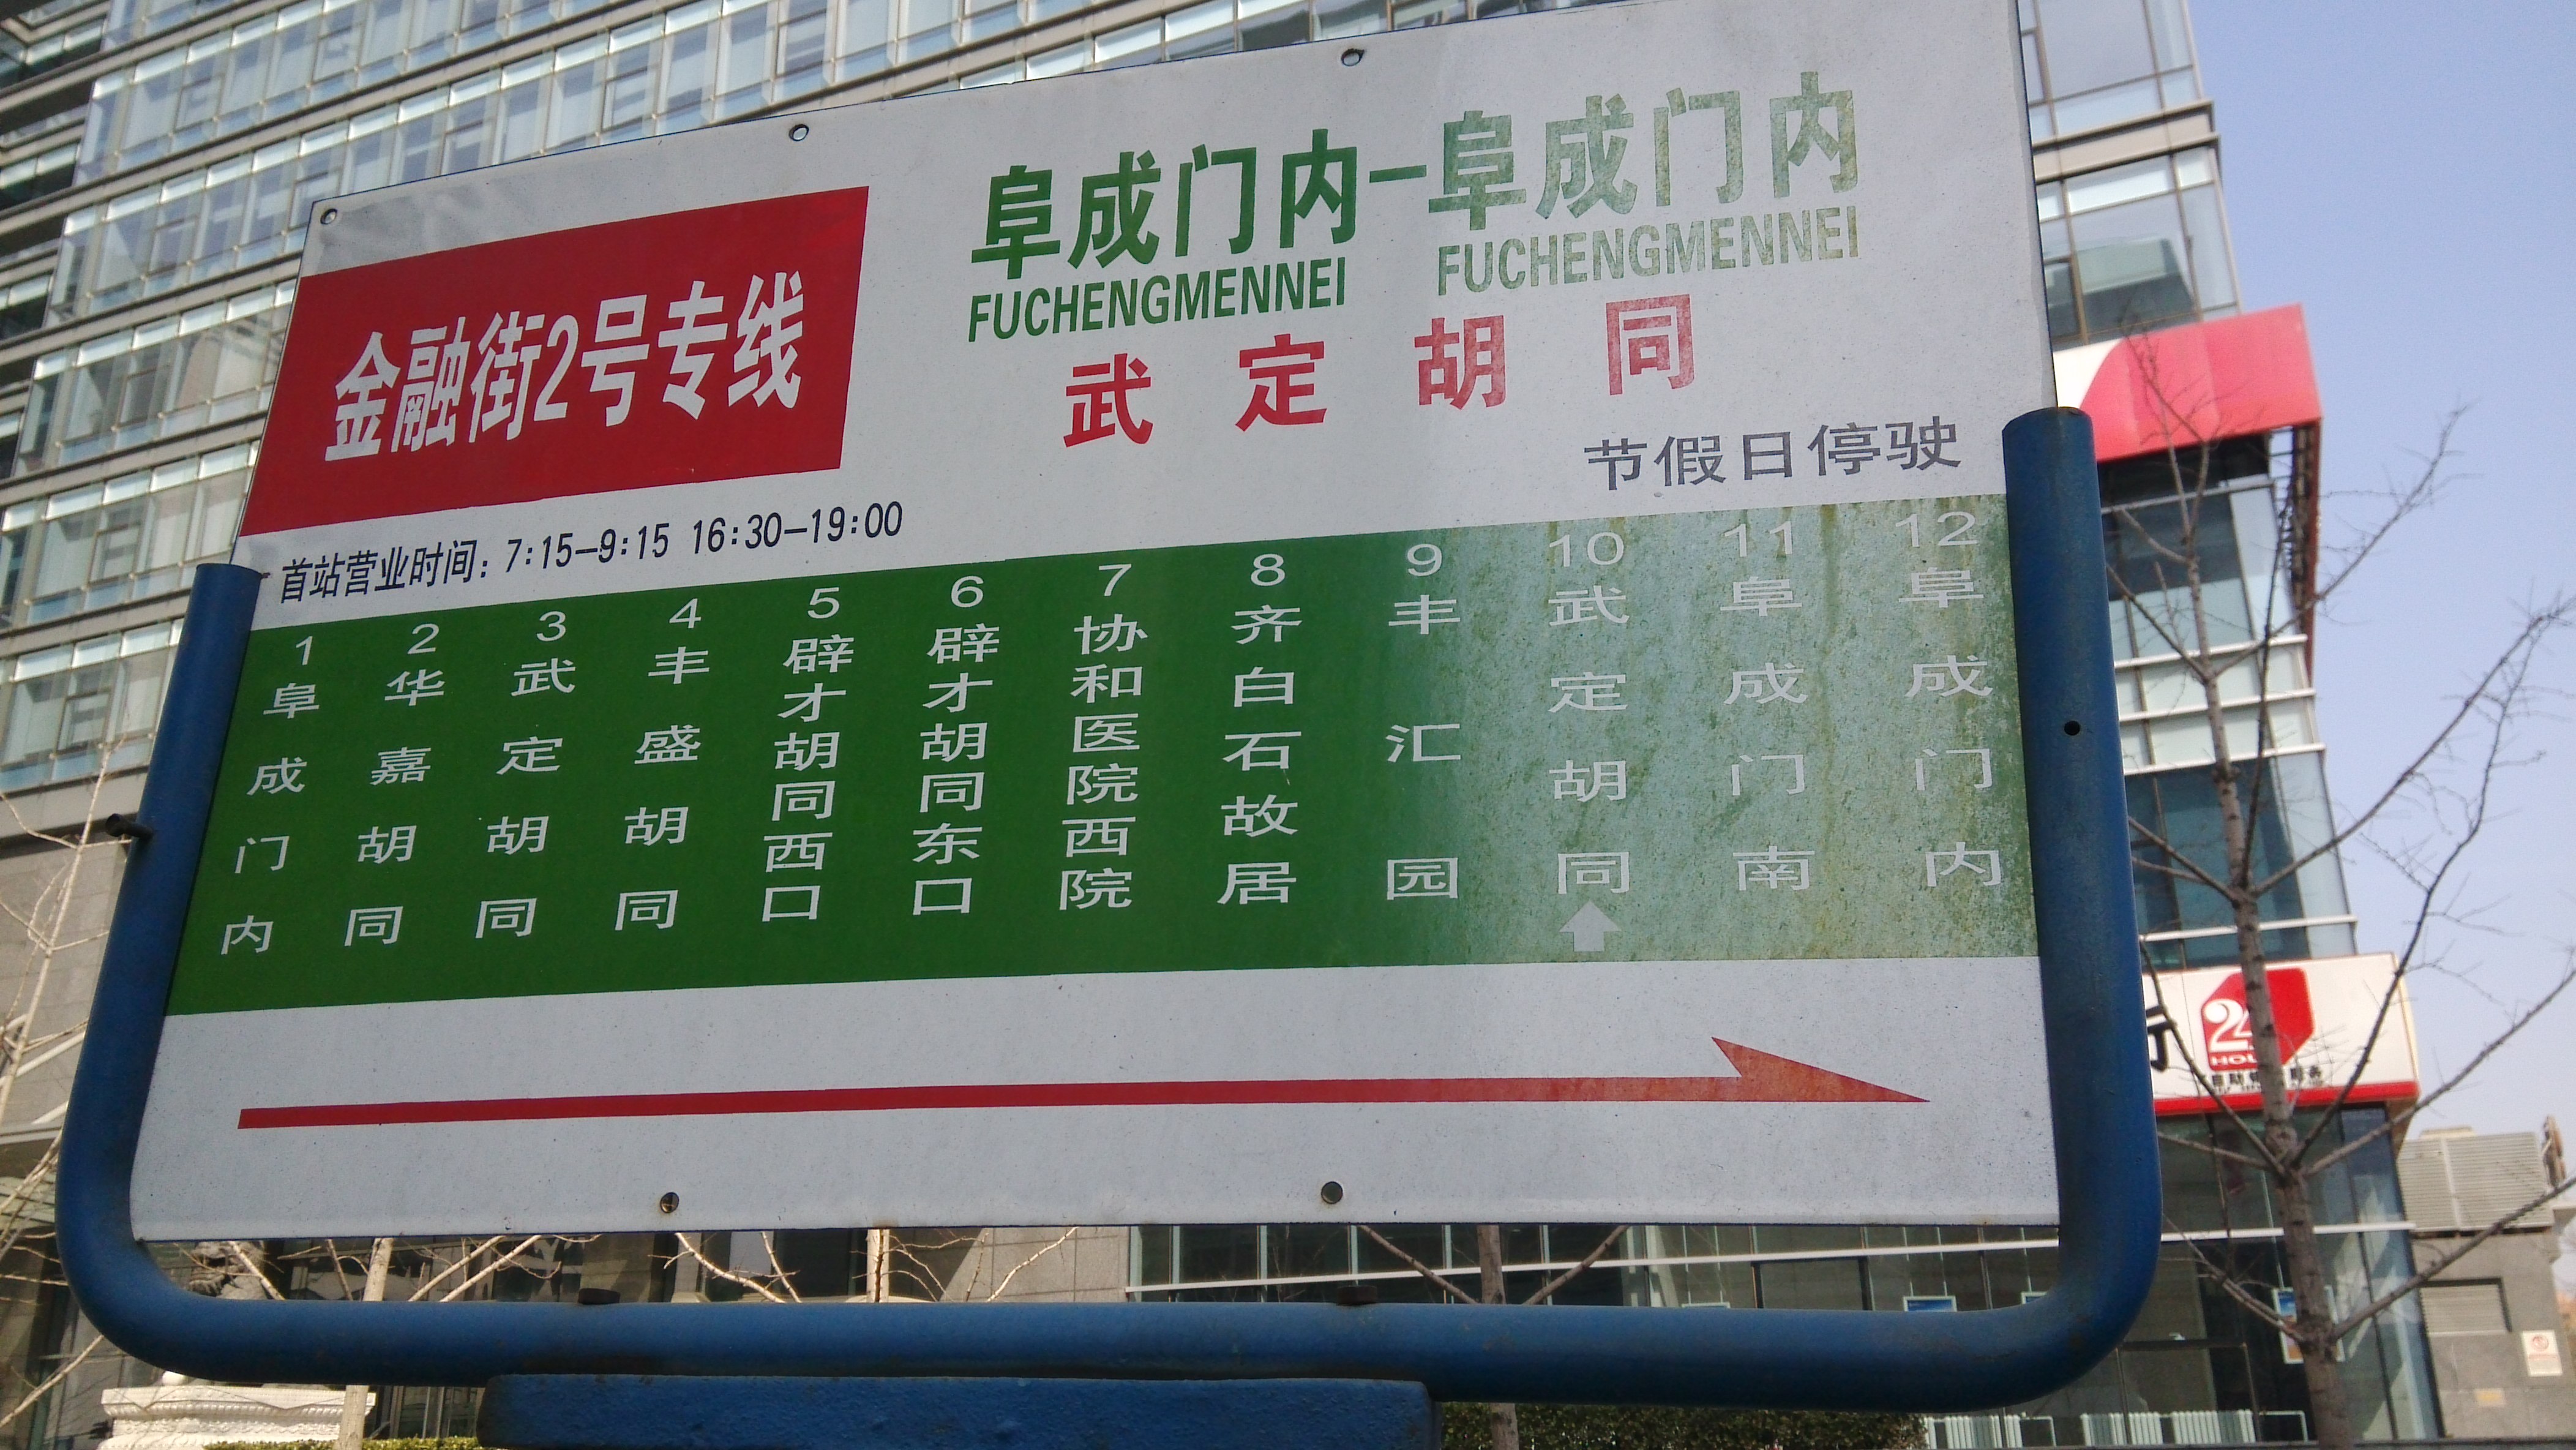 阜成门内—阜成门内
FUCHENGMENNEI FUCHENGMENNEI
金融街2号专线
武定胡同
节假日停驶
首站营业时间: 7:15—9:15 16:30—19:00
1 阜成门内
2 华嘉胡同
3 武定胡同
4 丰盛胡同
5 辟才胡同西口
6 辟才胡同东口
7 协和医院西院
8 齐白石故居
9 丰汇园
10 武定胡同
11 阜成门南
12 阜成门内
24